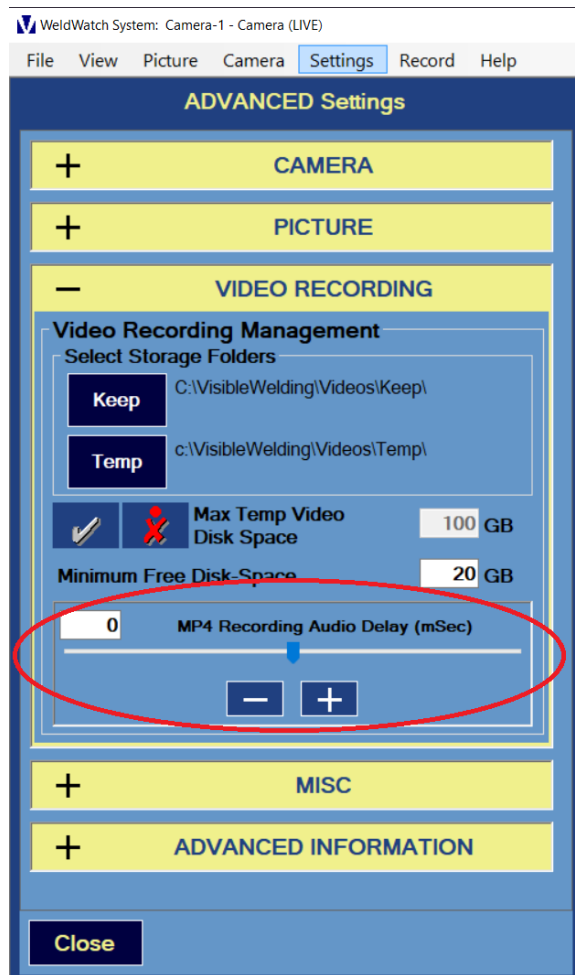 WeldWatch System: Camera-1 - Camera (LIVE)
File View Picture Camera Settings Record Help
ADVANCED Settings
+ CAMERA
+ PICTURE
– VIDEO RECORDING
Video Recording Management
Select Storage Folders
Keep C:\VisibleWelding\Videos\Keep\
Temp c:\VisibleWelding\Videos\Temp\
Max Temp Video
Disk Space
100 GB
Minimum Free Disk-Space 20 GB
0 MP4 Recording Audio Delay (mSec)
– +
+ MISC
+ ADVANCED INFORMATION
Close